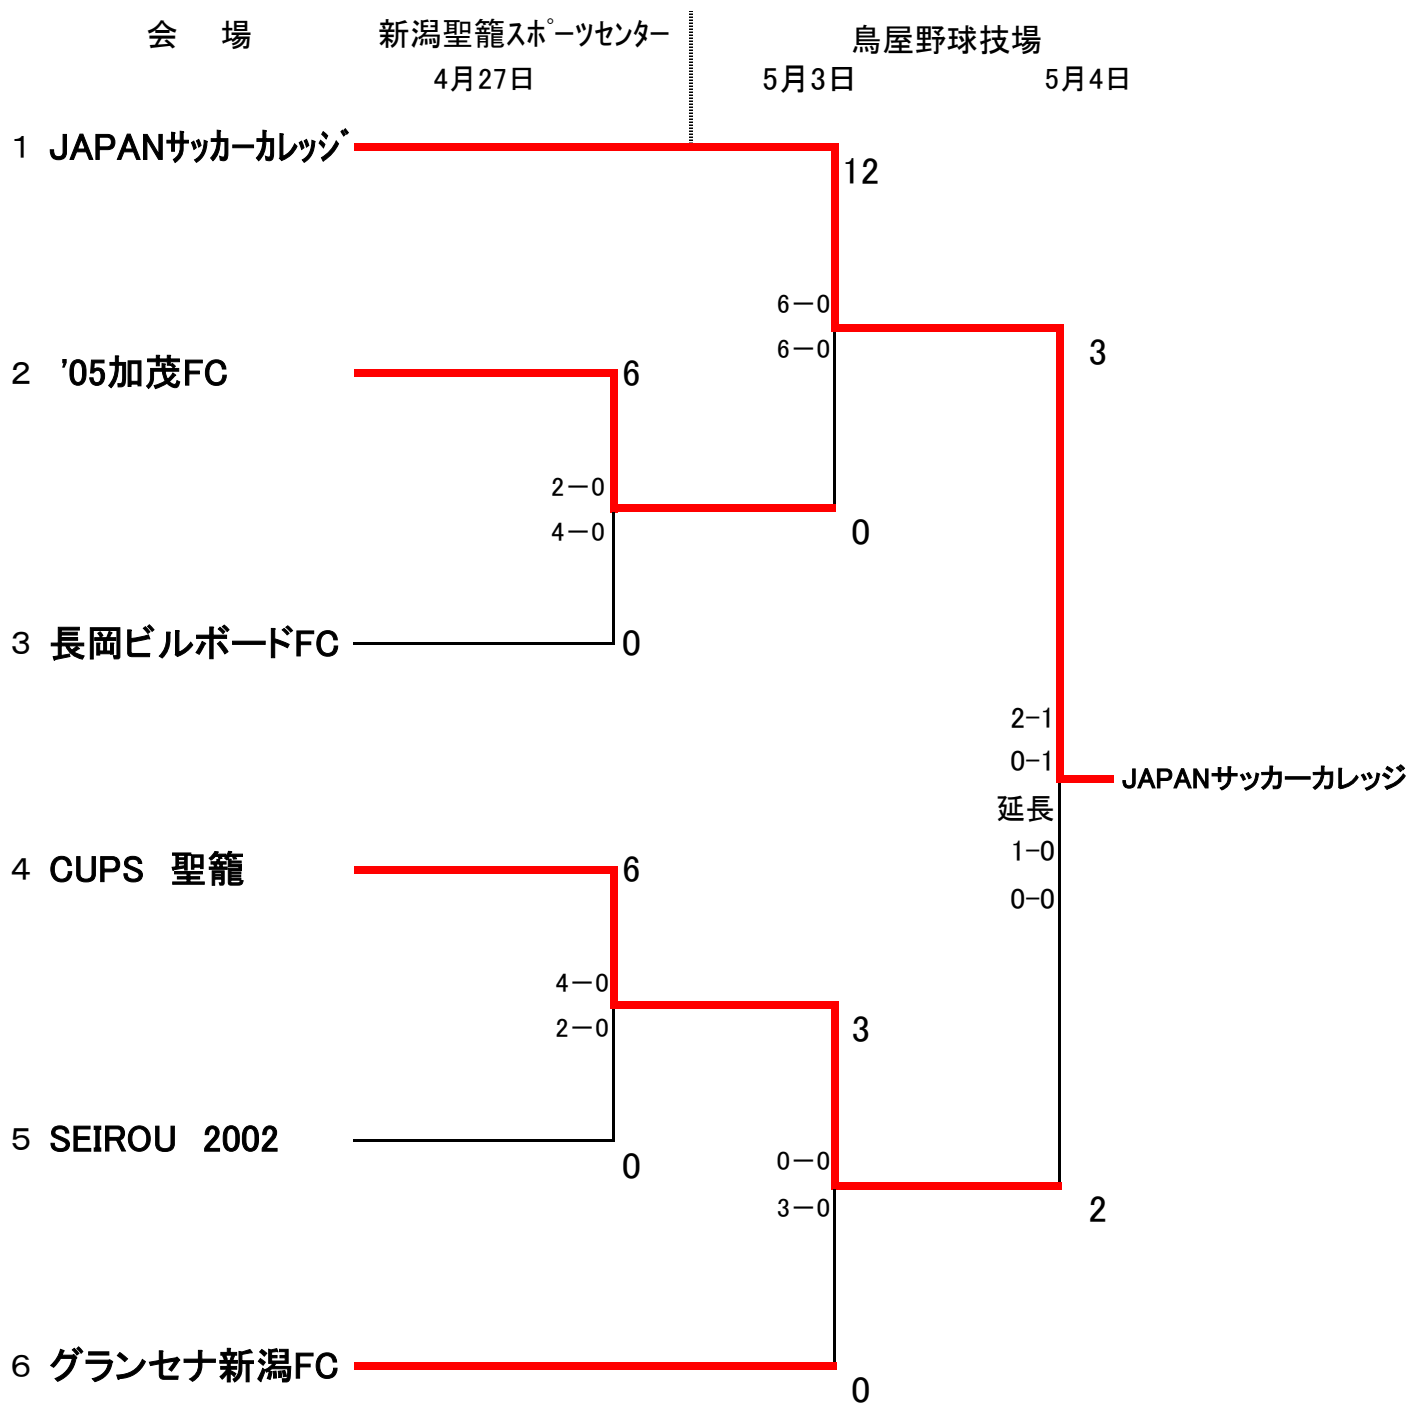 会　場　新潟聖籠スポーツセンター　鳥屋野球技場
4月27日　5月3日　5月4日
1 JAPANサッカーカレッジ
12
6－0
6－0
3
2 '05加茂FC
6
2－0
4－0
0
3 長岡ビルボードFC
0
2-1
0-1
JAPANサッカーカレッジ
延長
1-0
0-0
4 CUPS　聖籠
6
4－0
2－0
3
5 SEIROU　2002
0
0－0
3－0
2
6 グランセナ新潟FC
0